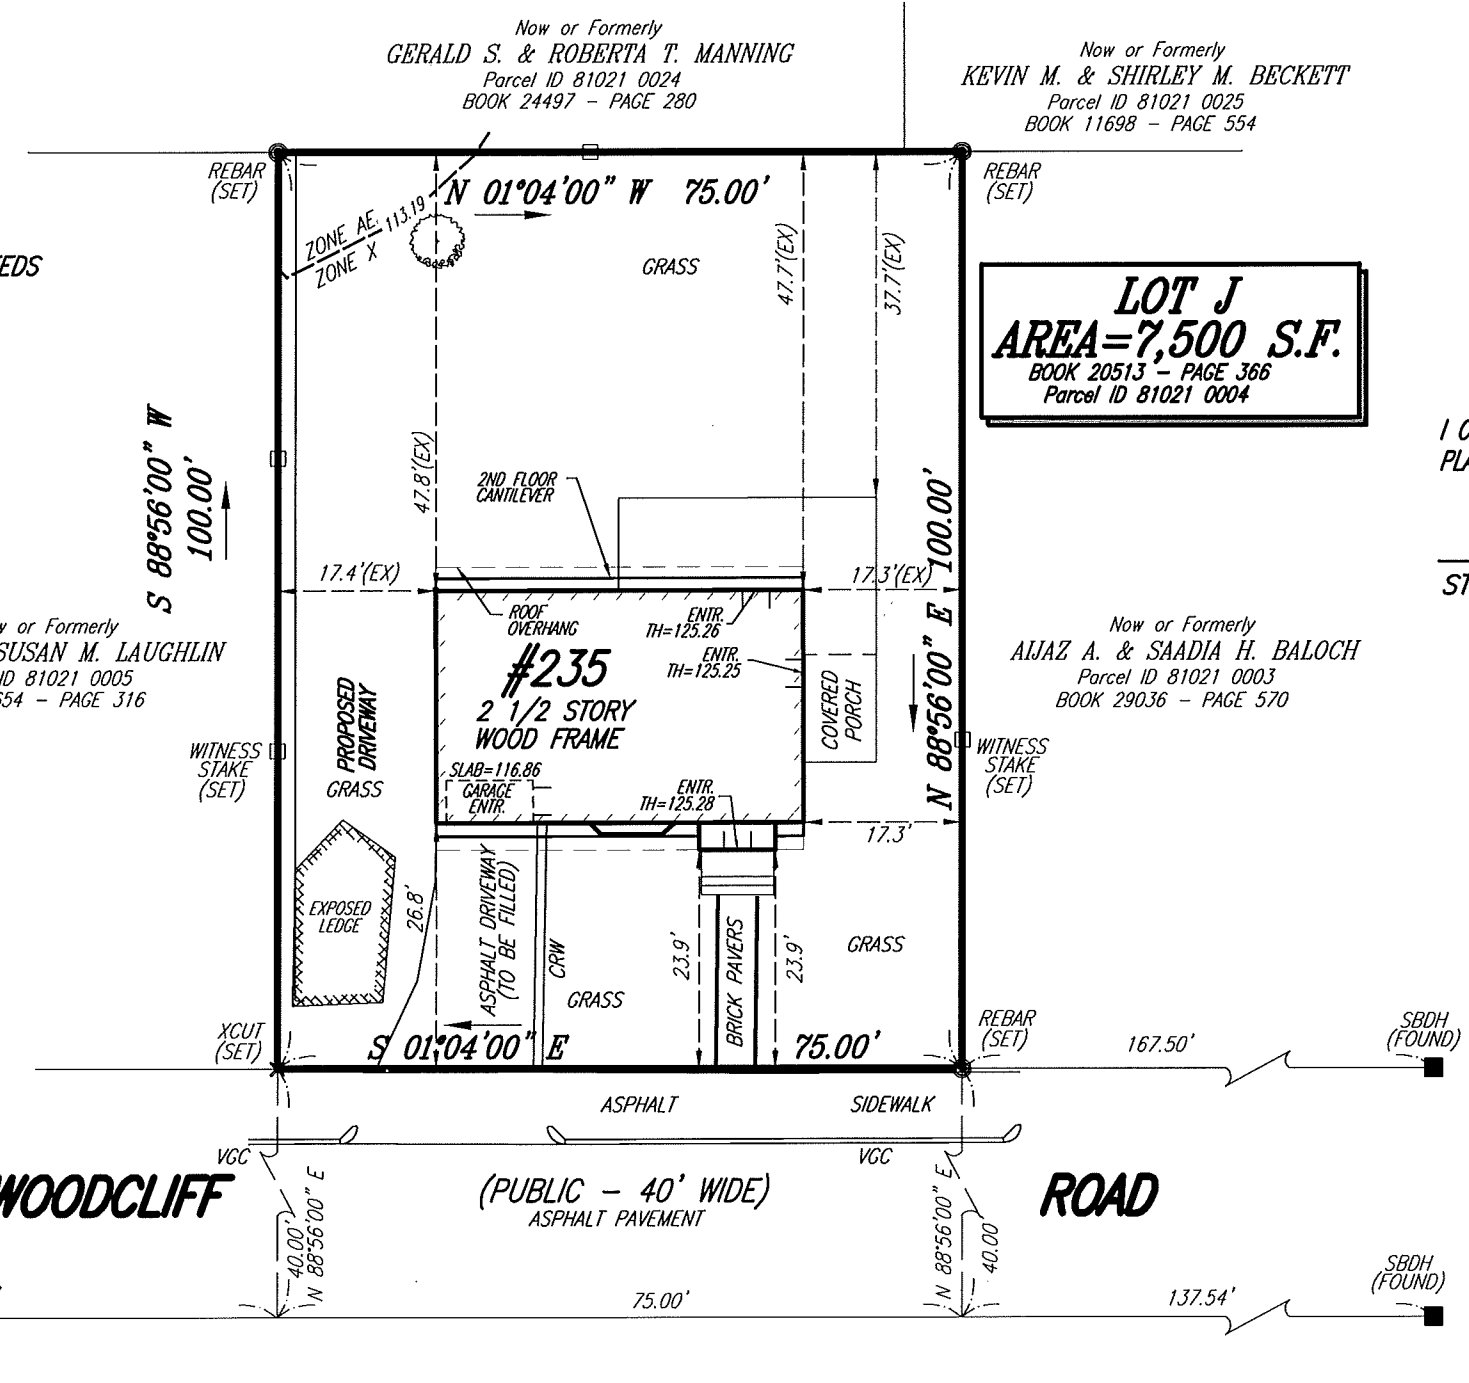 Now or Formerly
GERALD S. & ROBERTA T. MANNING
Parcel ID 81021 0024
BOOK 24497 – PAGE 280
Now or Formerly
KEVIN M. & SHIRLEY M. BECKETT
Parcel ID 81021 0025
BOOK 11698 – PAGE 554
REBAR
(SET)
N 01°04'00" W 75.00'
REBAR
(SET)
ZONE AE
113.19
ZONE X
GRASS
47.7'(EX)
37.7'(EX)
LOT J
AREA=7,500 S.F.
BOOK 20513 – PAGE 366
Parcel ID 81021 0004
S 88°56'00" W
100.00'
47.8'(EX)
2ND FLOOR
CANTILEVER
N 88°56'00" E 100.00'
17.4'(EX)
17.3'(EX)
ROOF
OVERHANG
ENTR.
TH=125.26
ENTR.
TH=125.25
#235
2 1/2 STORY
WOOD FRAME
SLAB=116.86
GARAGE
ENTR.
ENTR.
TH=125.28
COVERED
PORCH
or Formerly
SUSAN M. LAUGHLIN
ID 81021 0005
654 – PAGE 316
Now or Formerly
AIJAZ A. & SAADIA H. BALOCH
Parcel ID 81021 0003
BOOK 29036 – PAGE 570
PROPOSED
DRIVEWAY
GRASS
WITNESS
STAKE
(SET)
WITNESS
STAKE
(SET)
17.3'
EXPOSED
LEDGE
26.8'
ASPHALT DRIVEWAY
(TO BE FILLED)
CRW
GRASS
23.9'
BRICK PAVERS
23.9'
GRASS
XCUT
(SET)
S 01°04'00" E 75.00'
REBAR
(SET)
167.50'
SBDH
(FOUND)
ASPHALT SIDEWALK
VGC
VGC
WOODCLIFF (PUBLIC – 40' WIDE) ROAD
ASPHALT PAVEMENT
40.00'
N 88°56'00" E
N 88°56'00" E
40.00'
75.00'
137.54'
SBDH
(FOUND)